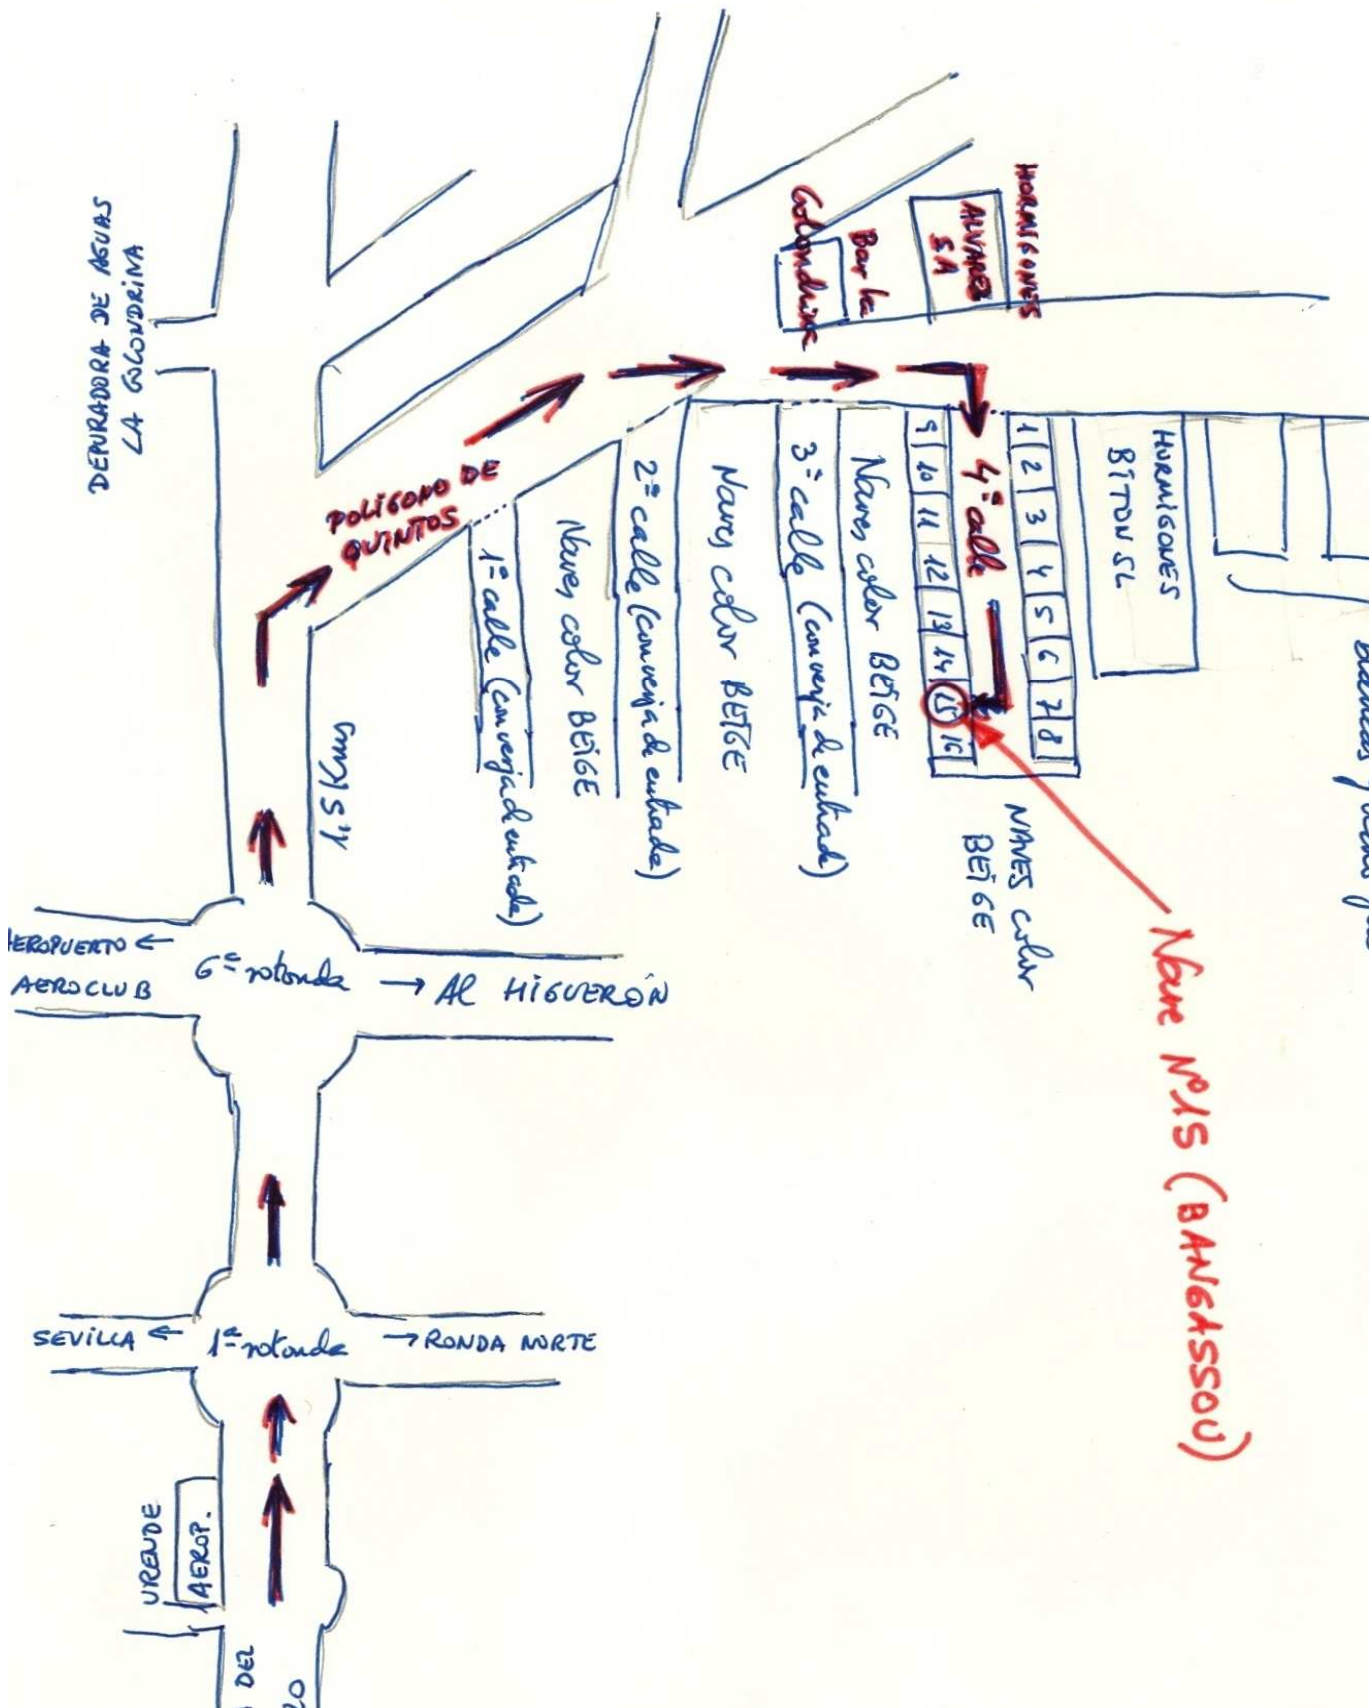 HORMIGONES
ALVAREZ
SA
Bar la
Golondrina
DEPURADORA DE AGUAS
LA GOLONDRINA
POLÍGONO DE
QUINTOS
1ª calle (con verja de entrada)
Naves color BEIGE
2ª calle (con verja de entrada)
Naves color BEIGE
3ª calle (con verja de entrada)
Naves color BEIGE
9 10 11 12 13 14 15 16
4ª calle
1 2 3 4 5 6 7 8
HORMIGONES
BITON SL
NAVES color
BEIGE
Nave Nº15 (BANGASSOU)
1,5 Kms
AEROPUERTO ←
AEROCLUB
6ª rotonda
→ Al HIGUERÓN
SEVILLA ←
1ª rotonda
→ RONDA NORTE
URENDE
AEROP.
DEL